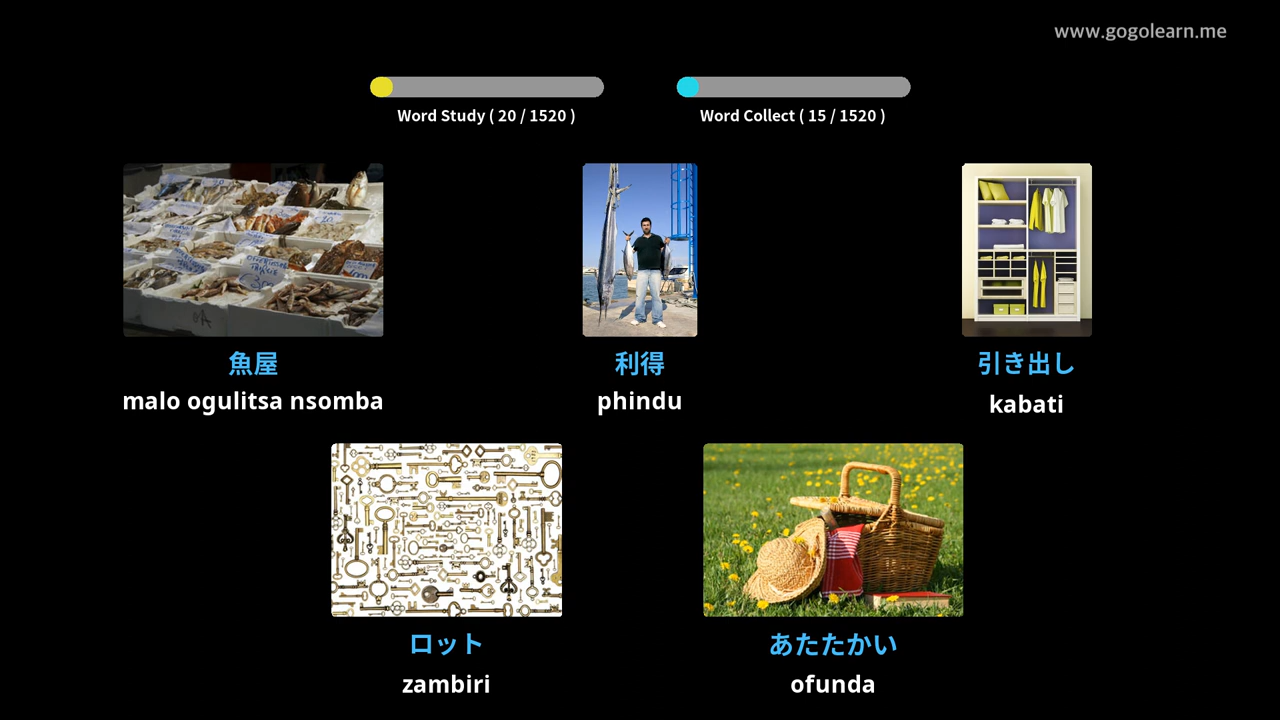 www.gogolearn.me
Word Study ( 20 / 1520 )
Word Collect ( 15 / 1520 )
魚屋
malo ogulitsa nsomba
利得
phindu
引き出し
kabati
ロット
zambiri
あたたかい
ofunda